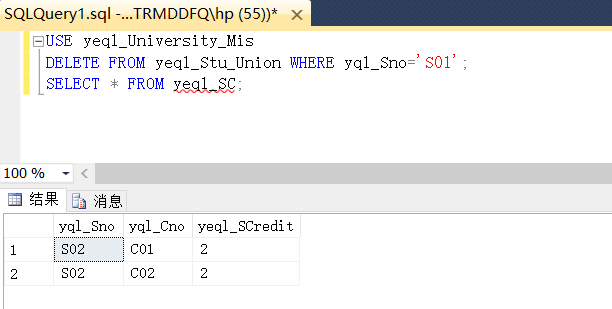 SQLQuery1.sql -...TRMDDFQ\hp (55))*
USE yeql_University_Mis
DELETE FROM yeql_Stu_Union WHERE yql_Sno='S01';
SELECT * FROM yeql_SC;
100 %
结果 消息
yql_Sno yql_Cno yeql_SCredit
1 S02 C01 2
2 S02 C02 2